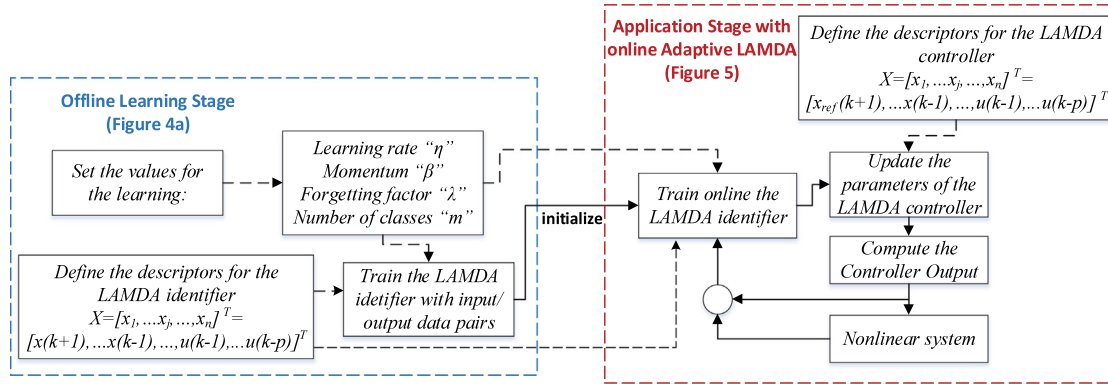 Offline Learning Stage
(Figure 4a)
Set the values for
the learning:
Learning rate “η”
Momentum “β”
Forgetting factor “λ”
Number of classes “m”
Define the descriptors for the
LAMDA identifier
X=[x₁,...xⱼ,...,xₙ] ᵀ=
[x(k+1),...x(k-1),...,u(k-1),...u(k-p)]ᵀ
Train the LAMDA
idetifier with input/
output data pairs
initialize
Application Stage with
online Adaptive LAMDA
(Figure 5)
Define the descriptors for the LAMDA
controller
X=[x₁,...xⱼ,...,xₙ] ᵀ=
[x_ref(k+1),...x(k-1),...,u(k-1),...u(k-p)] ᵀ
Train online the
LAMDA identifier
Update the
parameters of the
LAMDA controller
Compute the
Controller Output
Nonlinear system